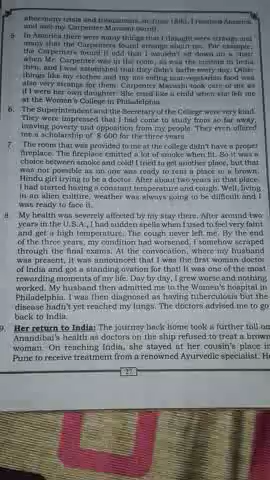 after many trials and tribulations, in June 1883, I reached America
and met my Carpenter Mavashi (aunt).
5. In America there were many things that I thought were strange and
many that the Carpenters found strange about me. For example,
the Carpenters found it odd that I wouldn't sit down on a chair
when Mr. Carpenter was in the room, as was the custom in India
then, and I was astonished that they didn't bathe every day. Other
things like my clothes and my not eating non-vegetarian food was
also very strange for them. Carpenter Mavashi took care of me as
if I were her own daughter. She cried like a child when she left me
at the Women's College in Philadelphia.
6. The Superintendent and the Secretary of the College were very kind.
They were impressed that I had come to study from so far away,
leaving poverty and opposition from my people. They even offered
me a scholarship of $ 600 for the three years.
7. The room that was provided to me at the college didn't have a proper
fireplace. The fireplace emitted a lot of smoke when lit. So it was a
choice between smoke and cold! I tried to get another place, but that
was not possible as no one was ready to rent a place to a brown,
Hindu girl trying to be a doctor. After about two years in that place,
I had started having a constant temperature and cough. Well, living
in an alien culture, weather was always going to be difficult and I
was ready to face it.
8. My health was severely affected by my stay there. After around two
years in the U.S.A., I had sudden spells when I used to feel very faint
and get a high temperature. The cough never left me. By the end
of the three years, my condition had worsened, I somehow scraped
through the final exams. At the convocation, where my husband
was present, it was announced that I was the first woman doctor
of India and got a standing ovation for that! It was one of the most
rewarding moments of my life. Day by day, I grew worse and nothing
worked. My husband then admitted me to the Women's hospital in
Philadelphia. I was then diagnosed as having tuberculosis but the
disease hadn't yet reached my lungs. The doctors advised me to go
back to India.
9. Her return to India: The journey back home took a further toll on
Anandibai's health as doctors on the ship refused to treat a brown
woman. On reaching India, she stayed at her cousin's place in
Pune to receive treatment from a renowned Ayurvedic specialist. He
27